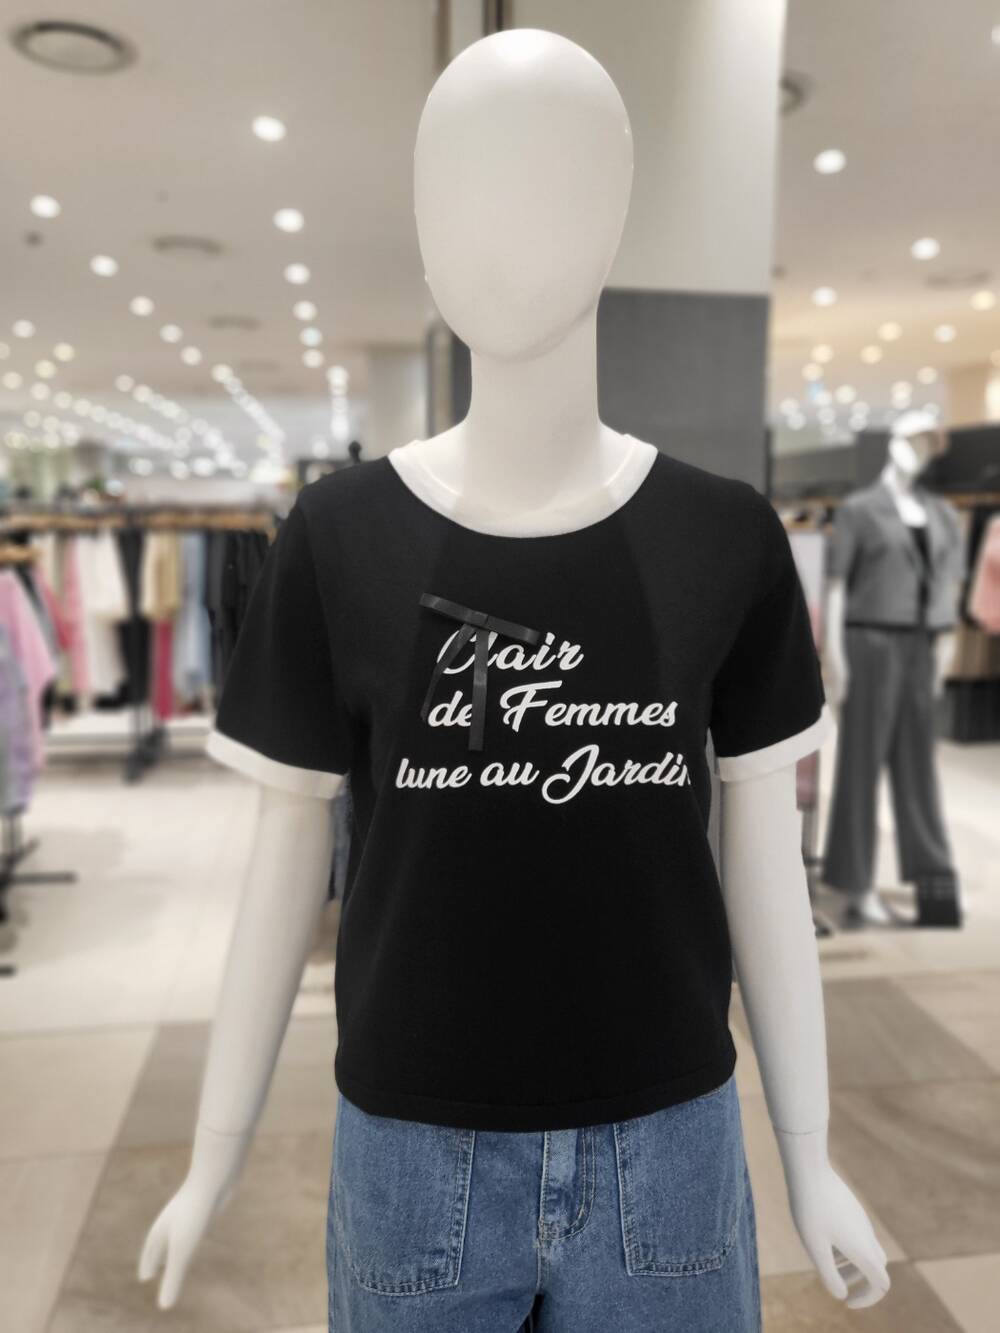 Clair
de Femmes
lune au Jardin